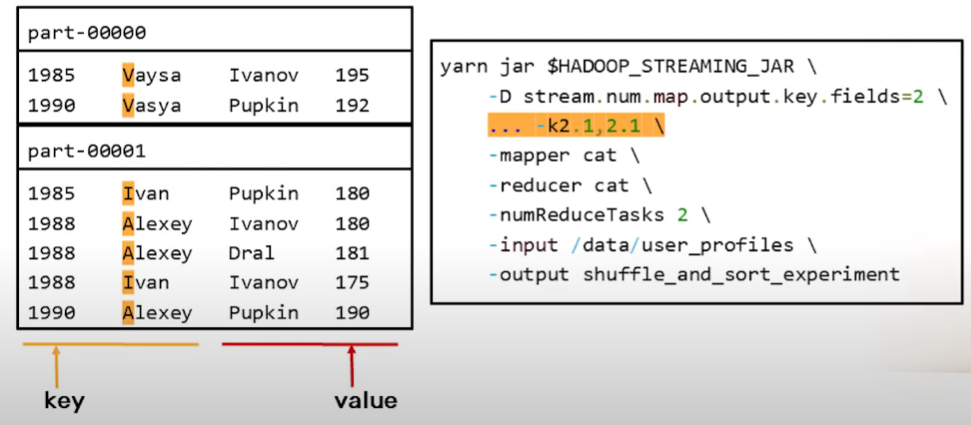 part-00000
1985 Vaysa Ivanov 195
1990 Vasya Pupkin 192
part-00001
1985 Ivan Pupkin 180
1988 Alexey Ivanov 180
1988 Alexey Dral 181
1988 Ivan Ivanov 175
1990 Alexey Pupkin 190
key
value
yarn jar $HADOOP_STREAMING_JAR \
-D stream.num.map.output.key.fields=2 \
... -k2.1,2.1 \
-mapper cat \
-reducer cat \
-numReduceTasks 2 \
-input /data/user_profiles \
-output shuffle_and_sort_experiment